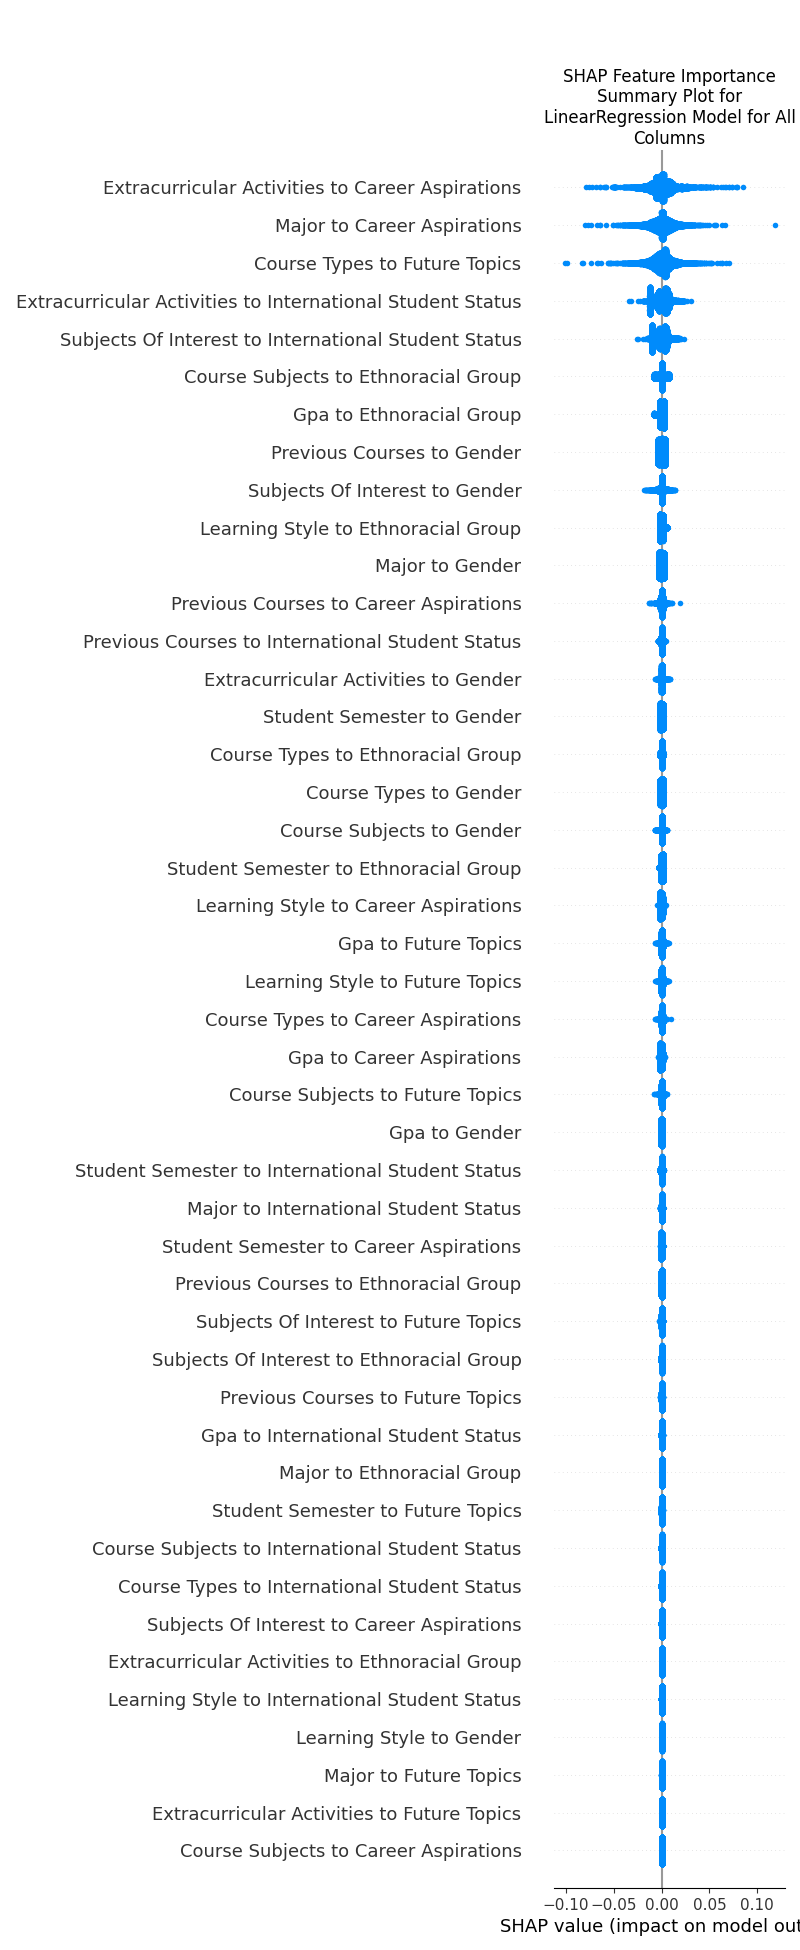 SHAP Feature Importance
Summary Plot for
LinearRegression Model for All
Columns
Extracurricular Activities to Career Aspirations
Major to Career Aspirations
Course Types to Future Topics
Extracurricular Activities to International Student Status
Subjects Of Interest to International Student Status
Course Subjects to Ethnoracial Group
Gpa to Ethnoracial Group
Previous Courses to Gender
Subjects Of Interest to Gender
Learning Style to Ethnoracial Group
Major to Gender
Previous Courses to Career Aspirations
Previous Courses to International Student Status
Extracurricular Activities to Gender
Student Semester to Gender
Course Types to Ethnoracial Group
Course Types to Gender
Course Subjects to Gender
Student Semester to Ethnoracial Group
Learning Style to Career Aspirations
Gpa to Future Topics
Learning Style to Future Topics
Course Types to Career Aspirations
Gpa to Career Aspirations
Course Subjects to Future Topics
Gpa to Gender
Student Semester to International Student Status
Major to International Student Status
Student Semester to Career Aspirations
Previous Courses to Ethnoracial Group
Subjects Of Interest to Future Topics
Subjects Of Interest to Ethnoracial Group
Previous Courses to Future Topics
Gpa to International Student Status
Major to Ethnoracial Group
Student Semester to Future Topics
Course Subjects to International Student Status
Course Types to International Student Status
Subjects Of Interest to Career Aspirations
Extracurricular Activities to Ethnoracial Group
Learning Style to International Student Status
Learning Style to Gender
Major to Future Topics
Extracurricular Activities to Future Topics
Course Subjects to Career Aspirations
−0.10 −0.05 0.00 0.05 0.10
SHAP value (impact on model out